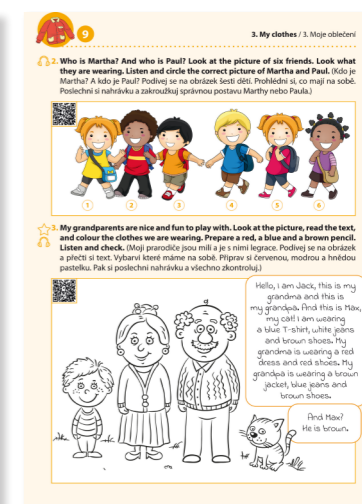 9
3. My clothes / 3. Moje oblečení
2. Who is Martha? And who is Paul? Look at the picture of six friends. Look what
they are wearing. Listen and circle the correct picture of Martha and Paul. (Kdo je
Martha? A kdo je Paul? Podívej se na obrázek šesti dětí. Prohlédni si, co mají na sobě.
Poslechni si nahrávku a zakroužkuj správnou postavu Marthy nebo Paula.)
1 2 3 4 5 6
3. My grandparents are nice and fun to play with. Look at the picture, read the text,
and colour the clothes we are wearing. Prepare a red, a blue and a brown pencil.
Listen and check. (Moji prarodiče jsou milí a je s nimi legrace. Podívej se na obrázek
a přečti si text. Vybarvi které máme na sobě. Připrav si červenou, modrou a hnědou
pastelku. Pak si poslechni nahrávku a všechno zkontroluj.)
Hello, i am Jack, this is my
grandma and this is
my grandpa. And this is Max,
my cat! i am wearing
a blue T-shirt, white jeans
and brown shoes. My
grandma is wearing a red
dress and red shoes. My
grandpa is wearing a brown
jacket, blue jeans and
brown shoes.
And Max?
He is brown.